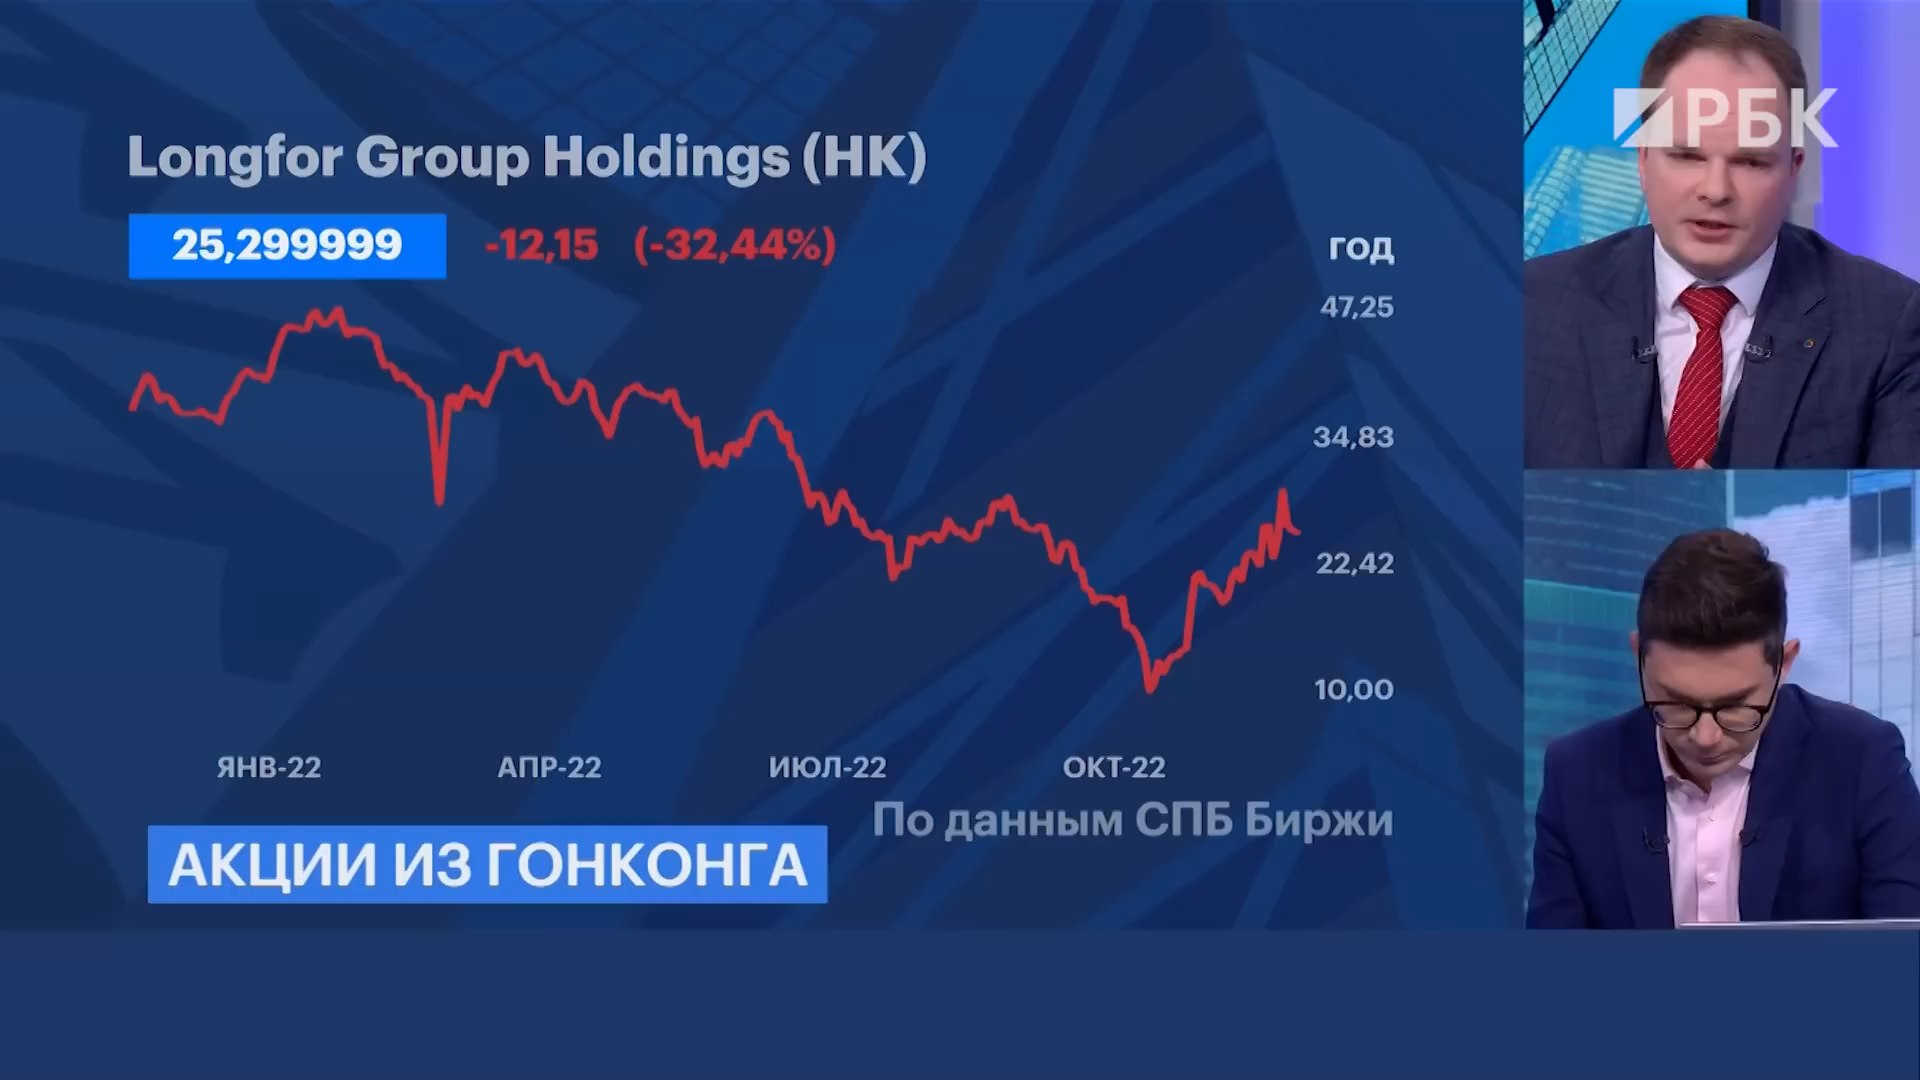 Longfor Group Holdings (HK)
РБК
25,299999 -12,15 (-32,44%)
ГОД
47,25
34,83
22,42
10,00
ЯНВ-22 АПР-22 ИЮЛ-22 ОКТ-22
По данным СПБ Биржи
АКЦИИ ИЗ ГОНКОНГА